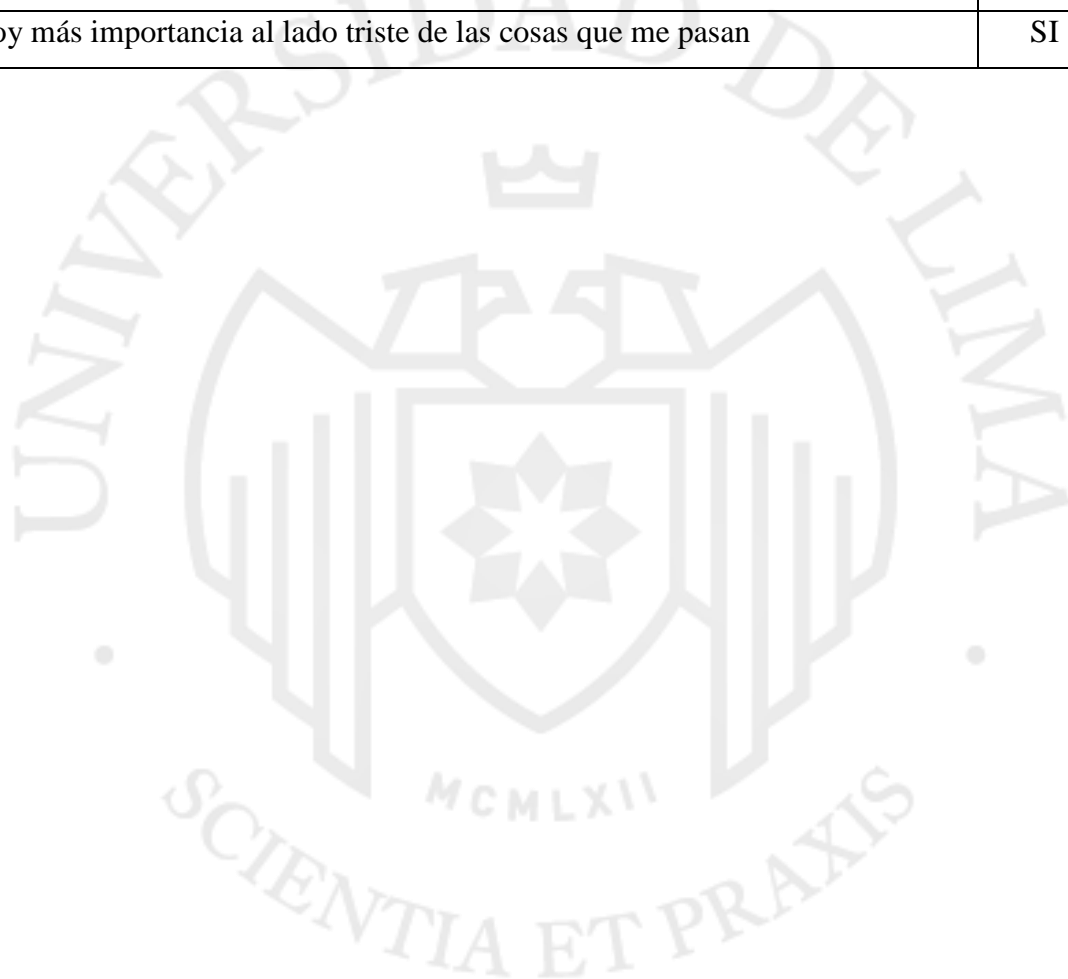 oy más importancia al lado triste de las cosas que me pasan SI
UNIVERSIDAD DE LIMA
MCMLXII
SCIENTIA ET PRAXIS